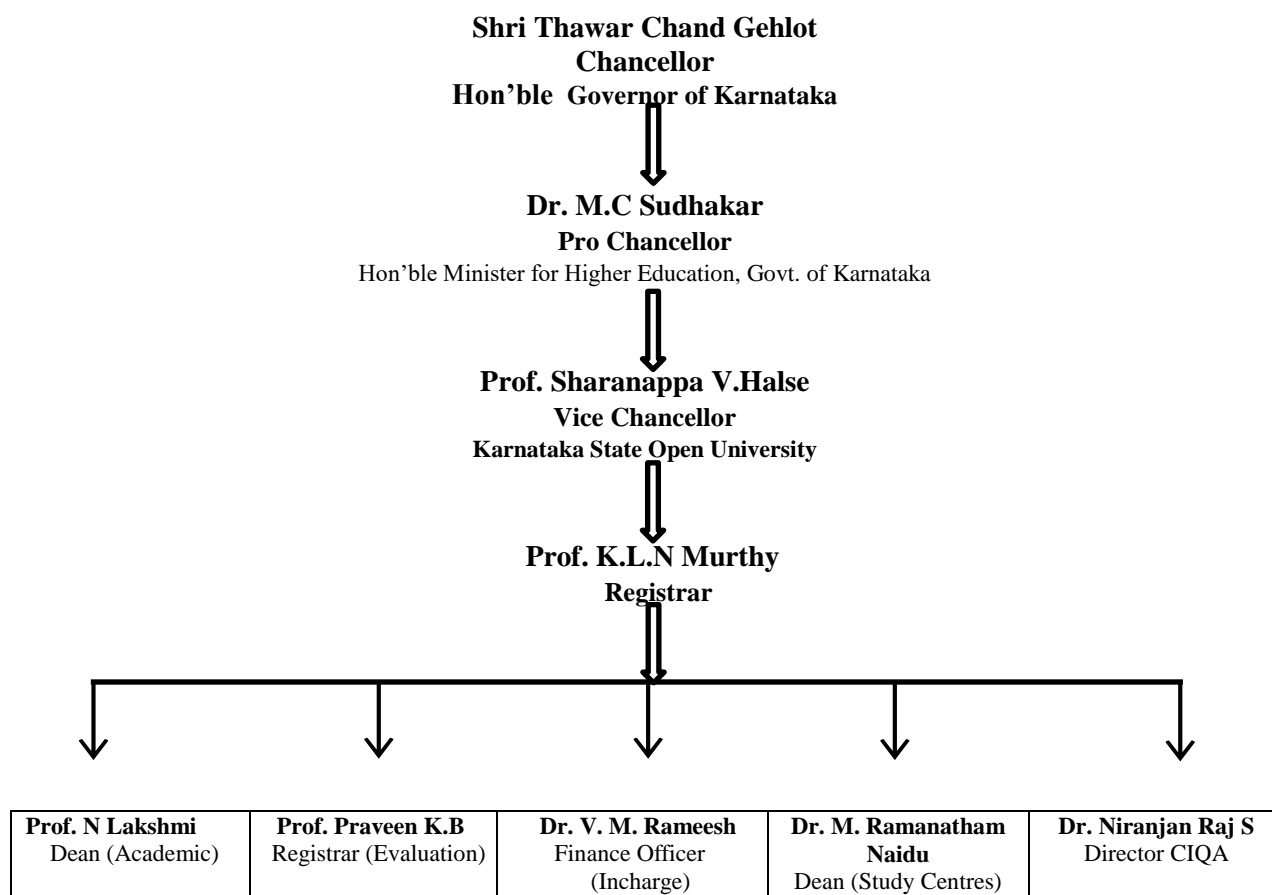 Shri Thawar Chand Gehlot
Chancellor
Hon’ble Governor of Karnataka
Dr. M.C Sudhakar
Pro Chancellor
Hon’ble Minister for Higher Education, Govt. of Karnataka
Prof. Sharanappa V.Halse
Vice Chancellor
Karnataka State Open University
Prof. K.L.N Murthy
Registrar
Prof. N Lakshmi
Dean (Academic)
Prof. Praveen K.B
Registrar (Evaluation)
Dr. V. M. Rameesh
Finance Officer
(Incharge)
Dr. M. Ramanatham
Naidu
Dean (Study Centres)
Dr. Niranjan Raj S
Director CIQA